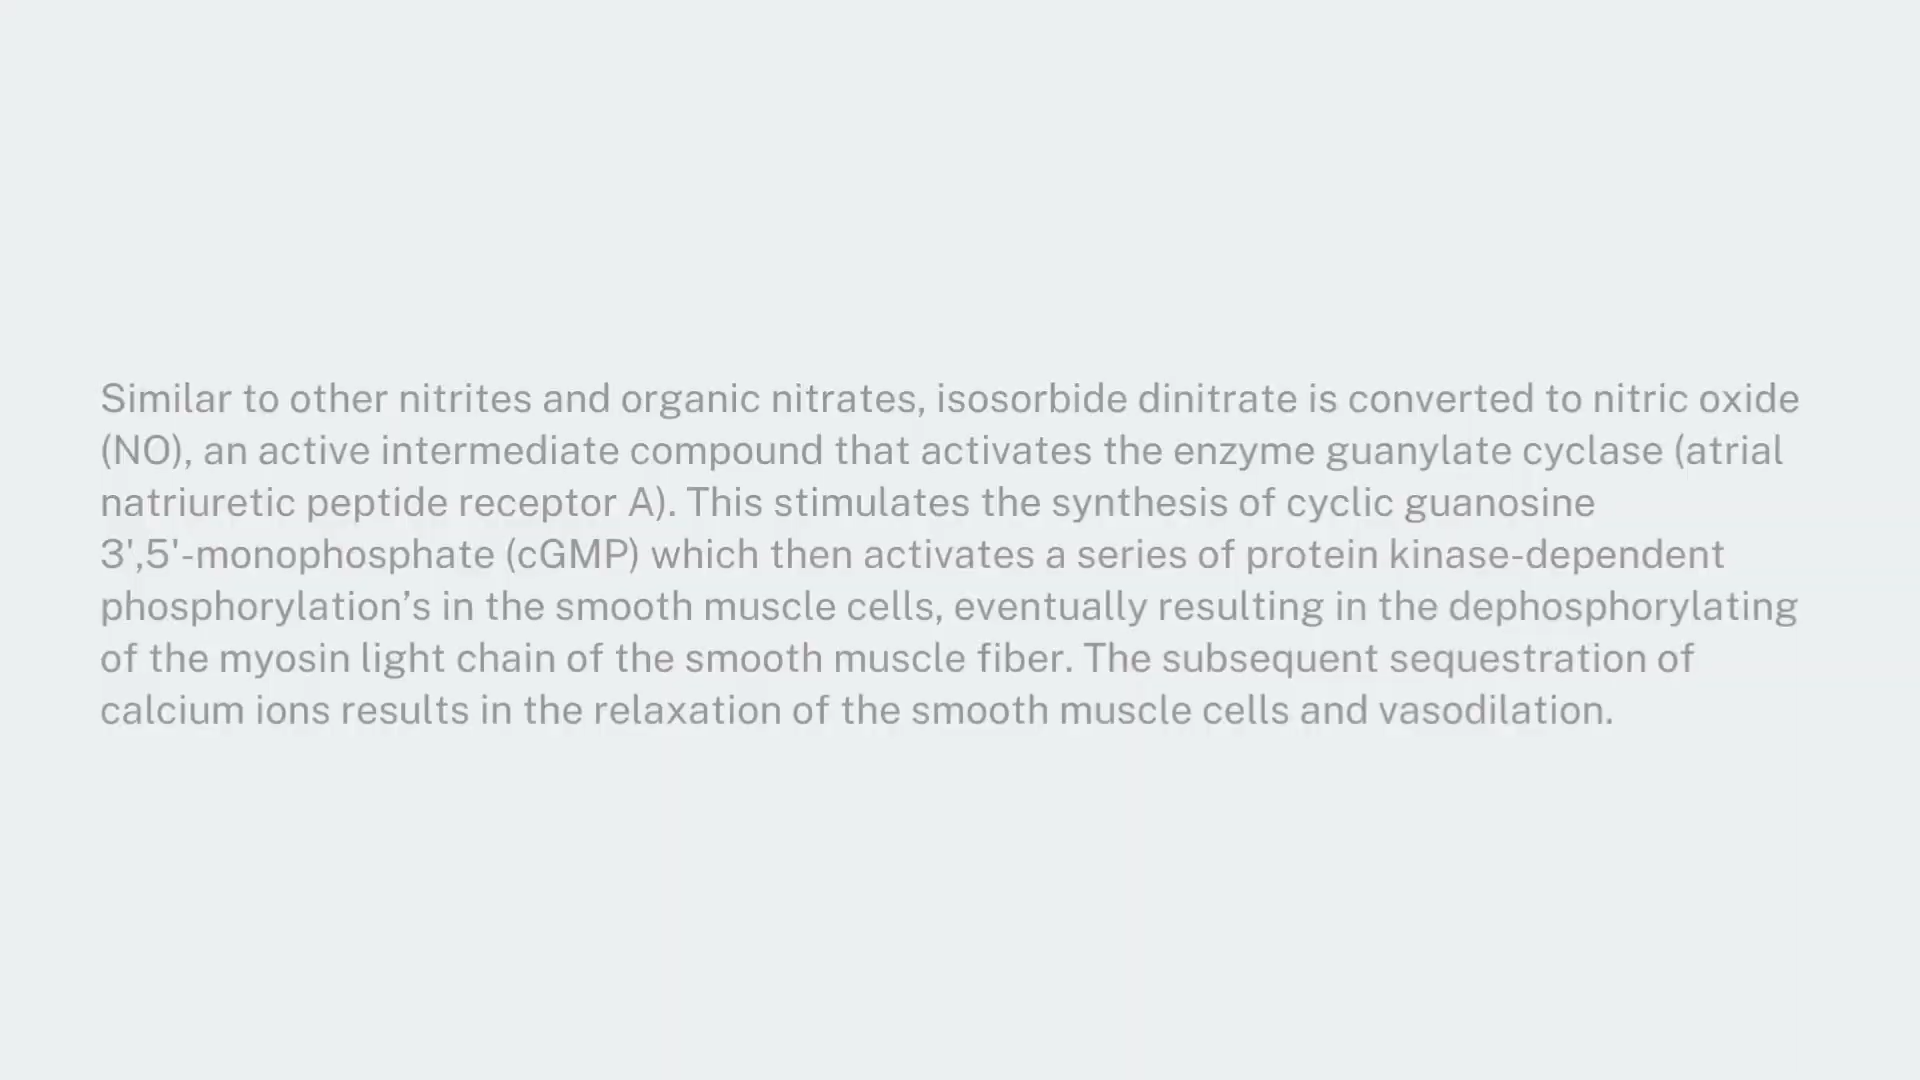 Similar to other nitrites and organic nitrates, isosorbide dinitrate is converted to nitric oxide
(NO), an active intermediate compound that activates the enzyme guanylate cyclase (atrial
natriuretic peptide receptor A). This stimulates the synthesis of cyclic guanosine
3',5'-monophosphate (cGMP) which then activates a series of protein kinase-dependent
phosphorylation’s in the smooth muscle cells, eventually resulting in the dephosphorylating
of the myosin light chain of the smooth muscle fiber. The subsequent sequestration of
calcium ions results in the relaxation of the smooth muscle cells and vasodilation.